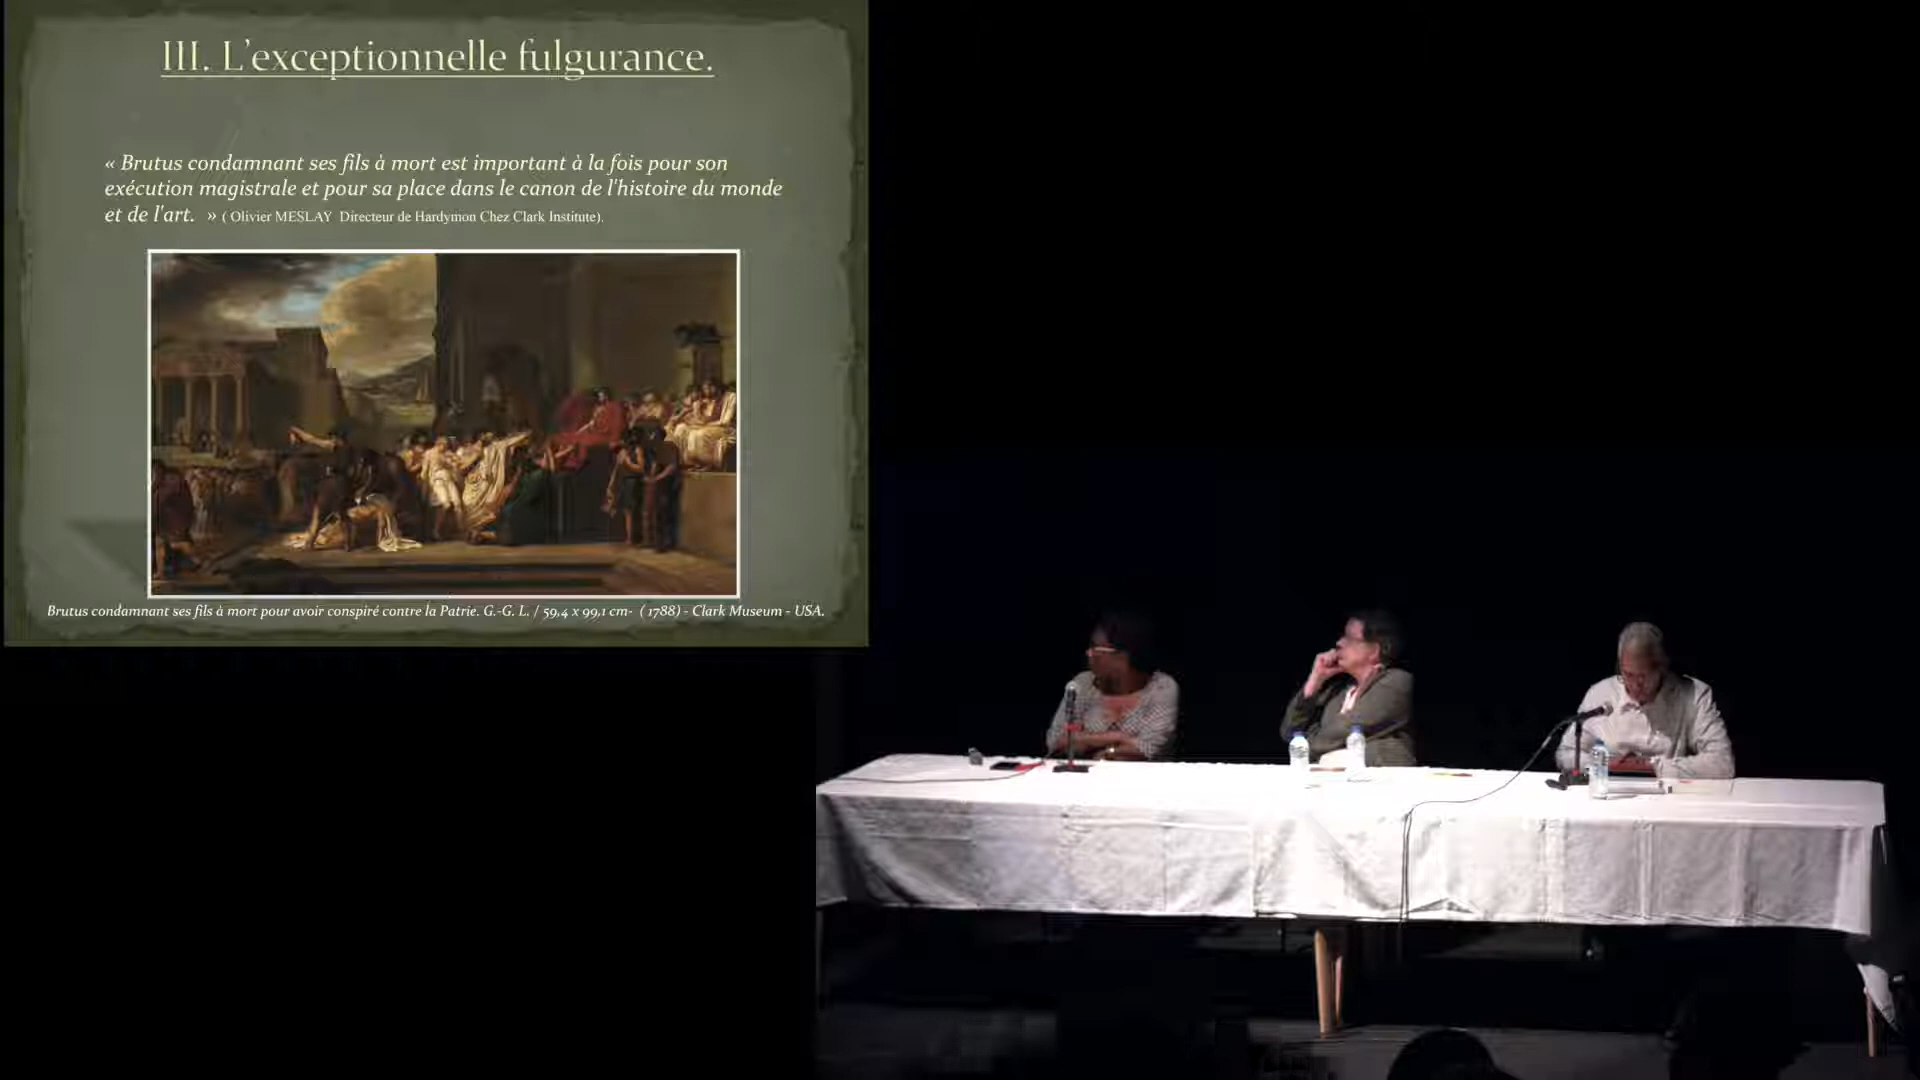 III. L'exceptionnelle fulgurance.
« Brutus condamnant ses fils à mort est important à la fois pour son
exécution magistrale et pour sa place dans le canon de l'histoire du monde
et de l'art. » ( Olivier MESLAY Directeur de Hardymon Chez Clark Institute).
Brutus condamnant ses fils à mort pour avoir conspiré contre la Patrie. G.-G. L. / 59,4 x 99,1 cm- ( 1788) - Clark Museum - USA.